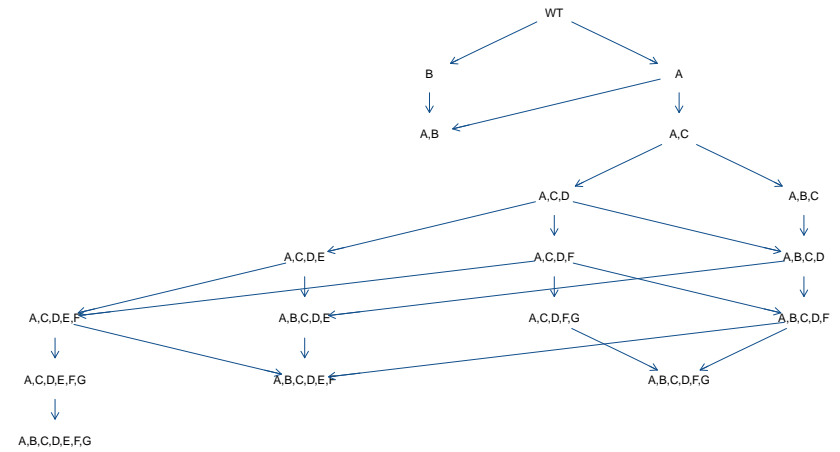 WT
B
A
A,B
A,C
A,C,D
A,B,C
A,C,D,E
A,C,D,F
A,B,C,D
A,C,D,E,F
A,B,C,D,E
A,C,D,F,G
A,B,C,D,F
A,C,D,E,F,G
A,B,C,D,E,F
A,B,C,D,F,G
A,B,C,D,E,F,G